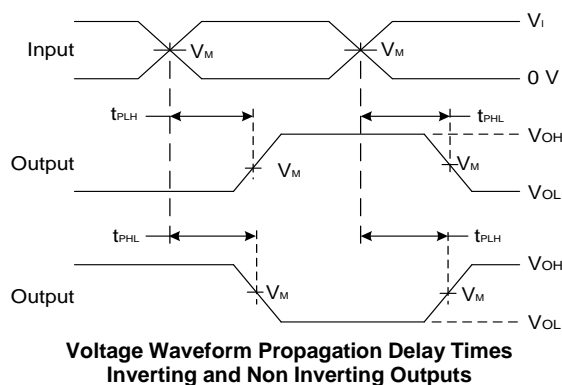 VI
Input
VM
VM
0 V
tPLH
tPHL
VOH
Output
VM
VM
VOL
tPHL
tPLH
VOH
Output
VM
VM
VOL
Voltage Waveform Propagation Delay Times
Inverting and Non Inverting Outputs